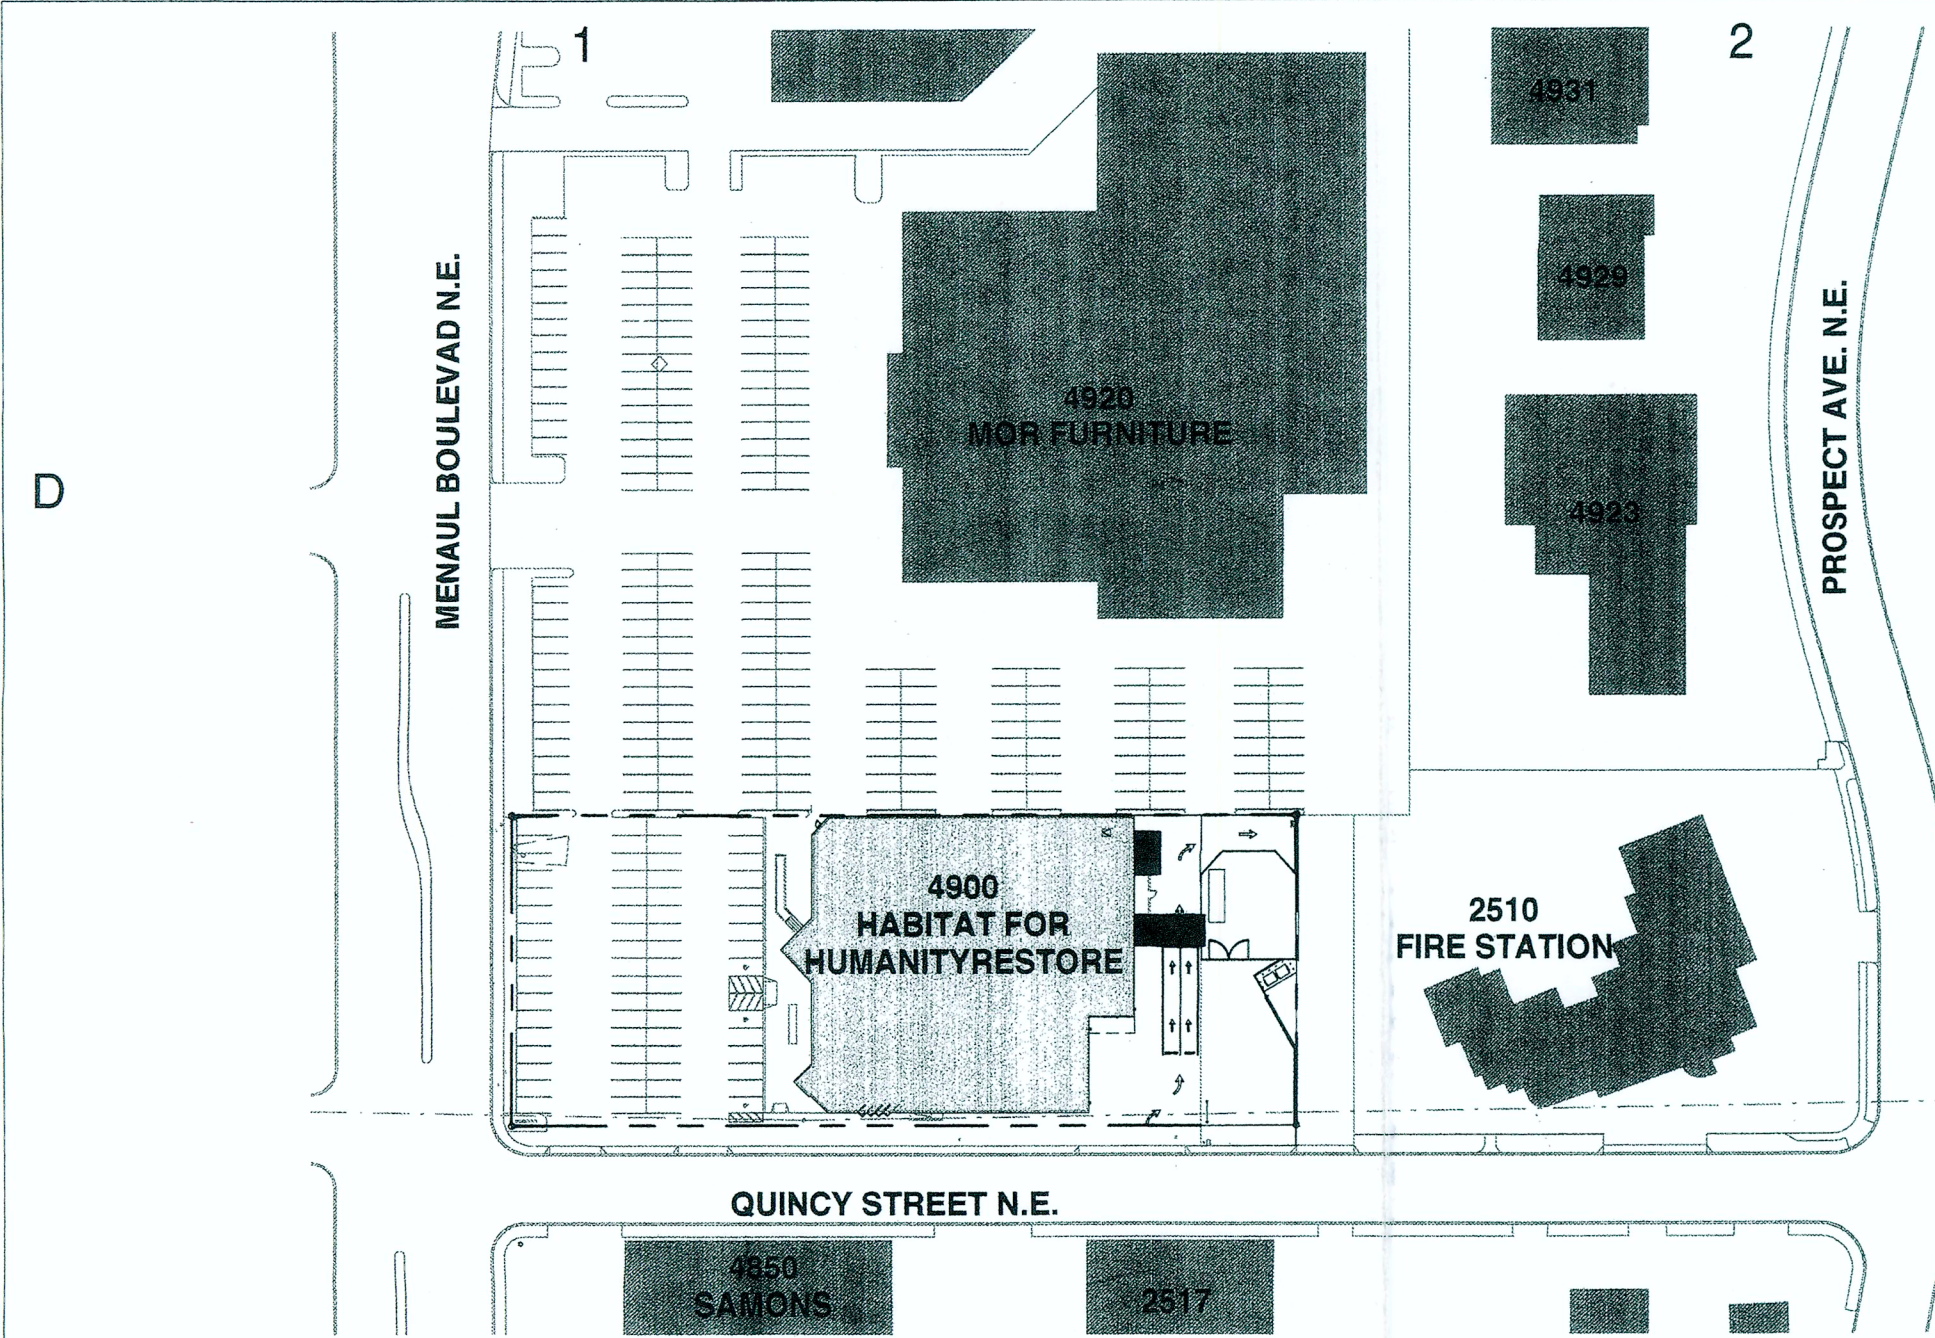 1
2
4931
4929
MENAUL BOULEVAD N.E.
PROSPECT AVE. N.E.
4920
MOR FURNITURE
D
4923
4900
HABITAT FOR
HUMANITYRESTORE
2510
FIRE STATION
QUINCY STREET N.E.
4850
SAMONS
2517